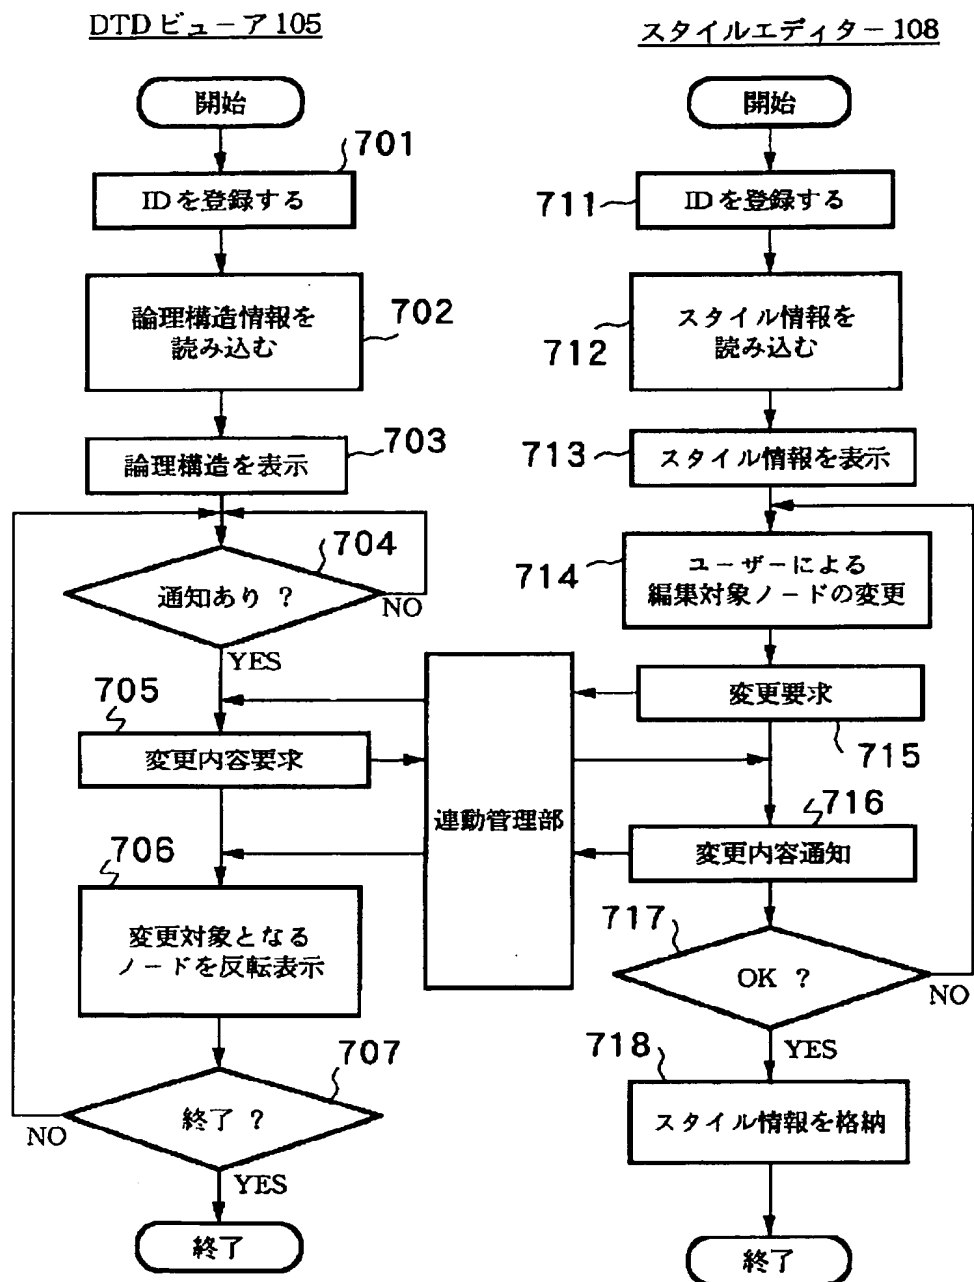 DTDビューア105
開始
701
IDを登録する
論理構造情報を
読み込む
702
703
論理構造を表示
704
通知あり ?
NO
YES
705
変更内容要求
706
変更対象となる
ノードを反転表示
707
終了 ?
NO
YES
終了
連動管理部
スタイルエディター108
開始
711
IDを登録する
スタイル情報を
読み込む
712
713
スタイル情報を表示
714
ユーザーによる
編集対象ノードの変更
変更要求
715
716
変更内容通知
717
OK ?
NO
YES
718
スタイル情報を格納
終了